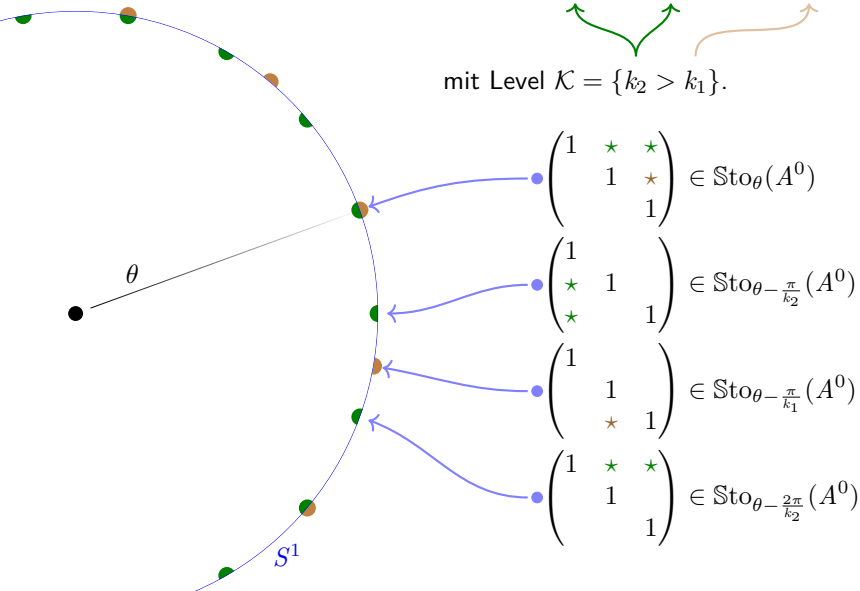 mit Level 𝒦 = {k₂ > k₁}.
1 ⋆ ⋆
1 ⋆ ∈ 𝕊to_θ(A⁰)
1
1
⋆ 1 ∈ 𝕊to_{θ−π/k₂}(A⁰)
⋆ 1
1
1 ∈ 𝕊to_{θ−π/k₁}(A⁰)
⋆ 1
1 ⋆ ⋆
1 ∈ 𝕊to_{θ−2π/k₂}(A⁰)
1
θ
S¹